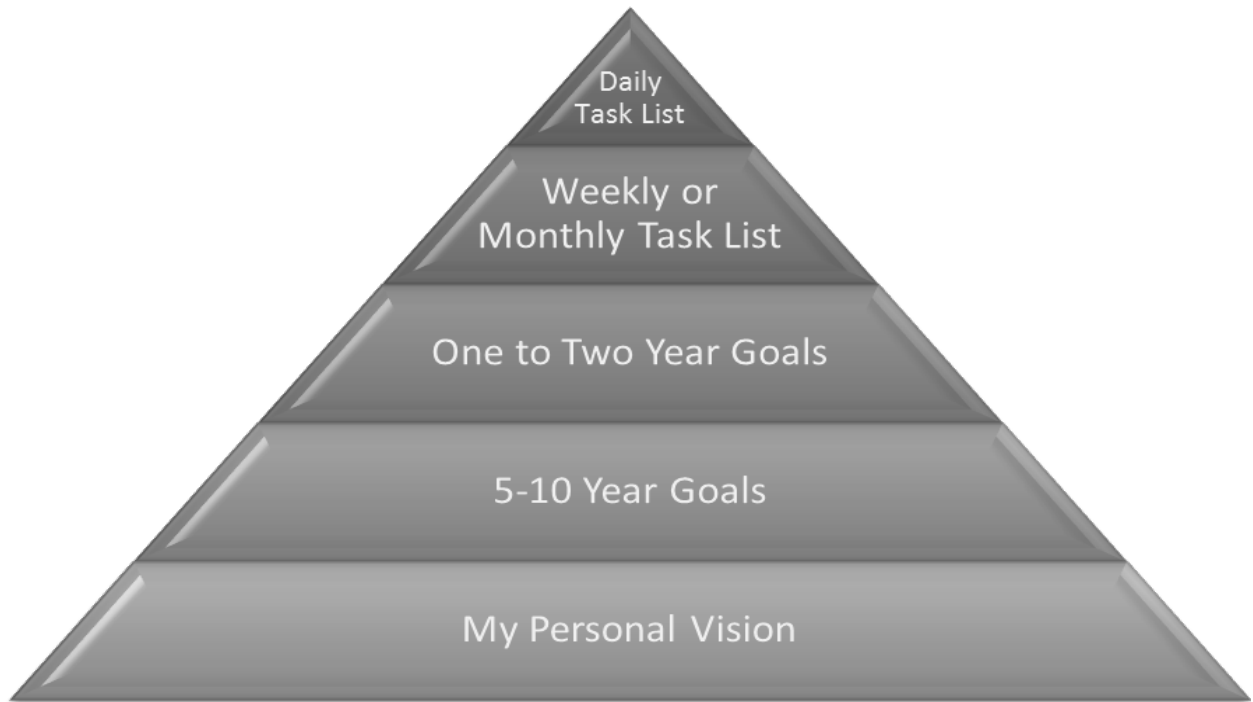 Daily
Task List
Weekly or
Monthly Task List
One to Two Year Goals
5-10 Year Goals
My Personal Vision